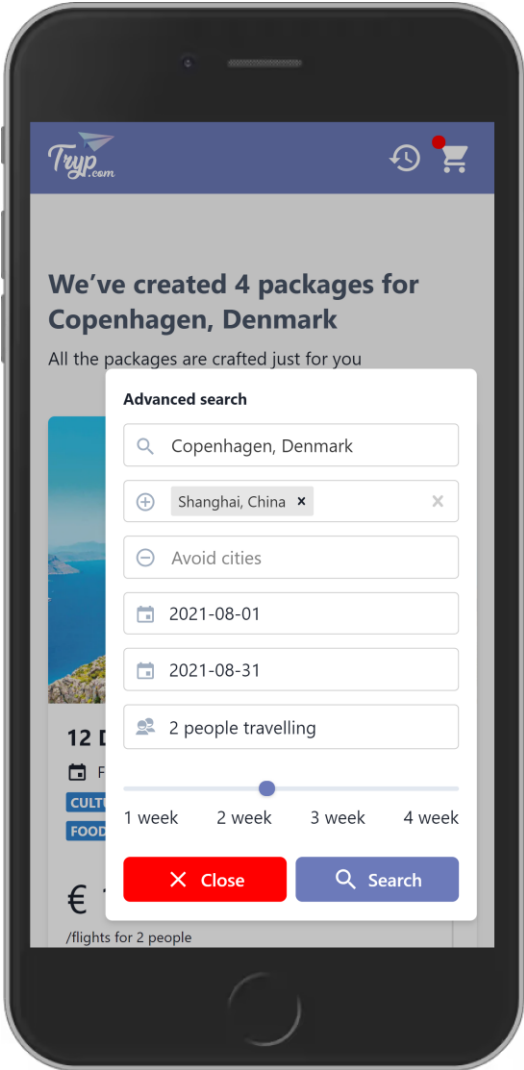 Tryp.com
We've created 4 packages for
Copenhagen, Denmark
All the packages are crafted just for you
Advanced search
Copenhagen, Denmark
Shanghai, China ×
Avoid cities
2021-08-01
2021-08-31
2 people travelling
1 week 2 week 3 week 4 week
Close Search
12
CULT
FOOD
€
/flights for 2 people